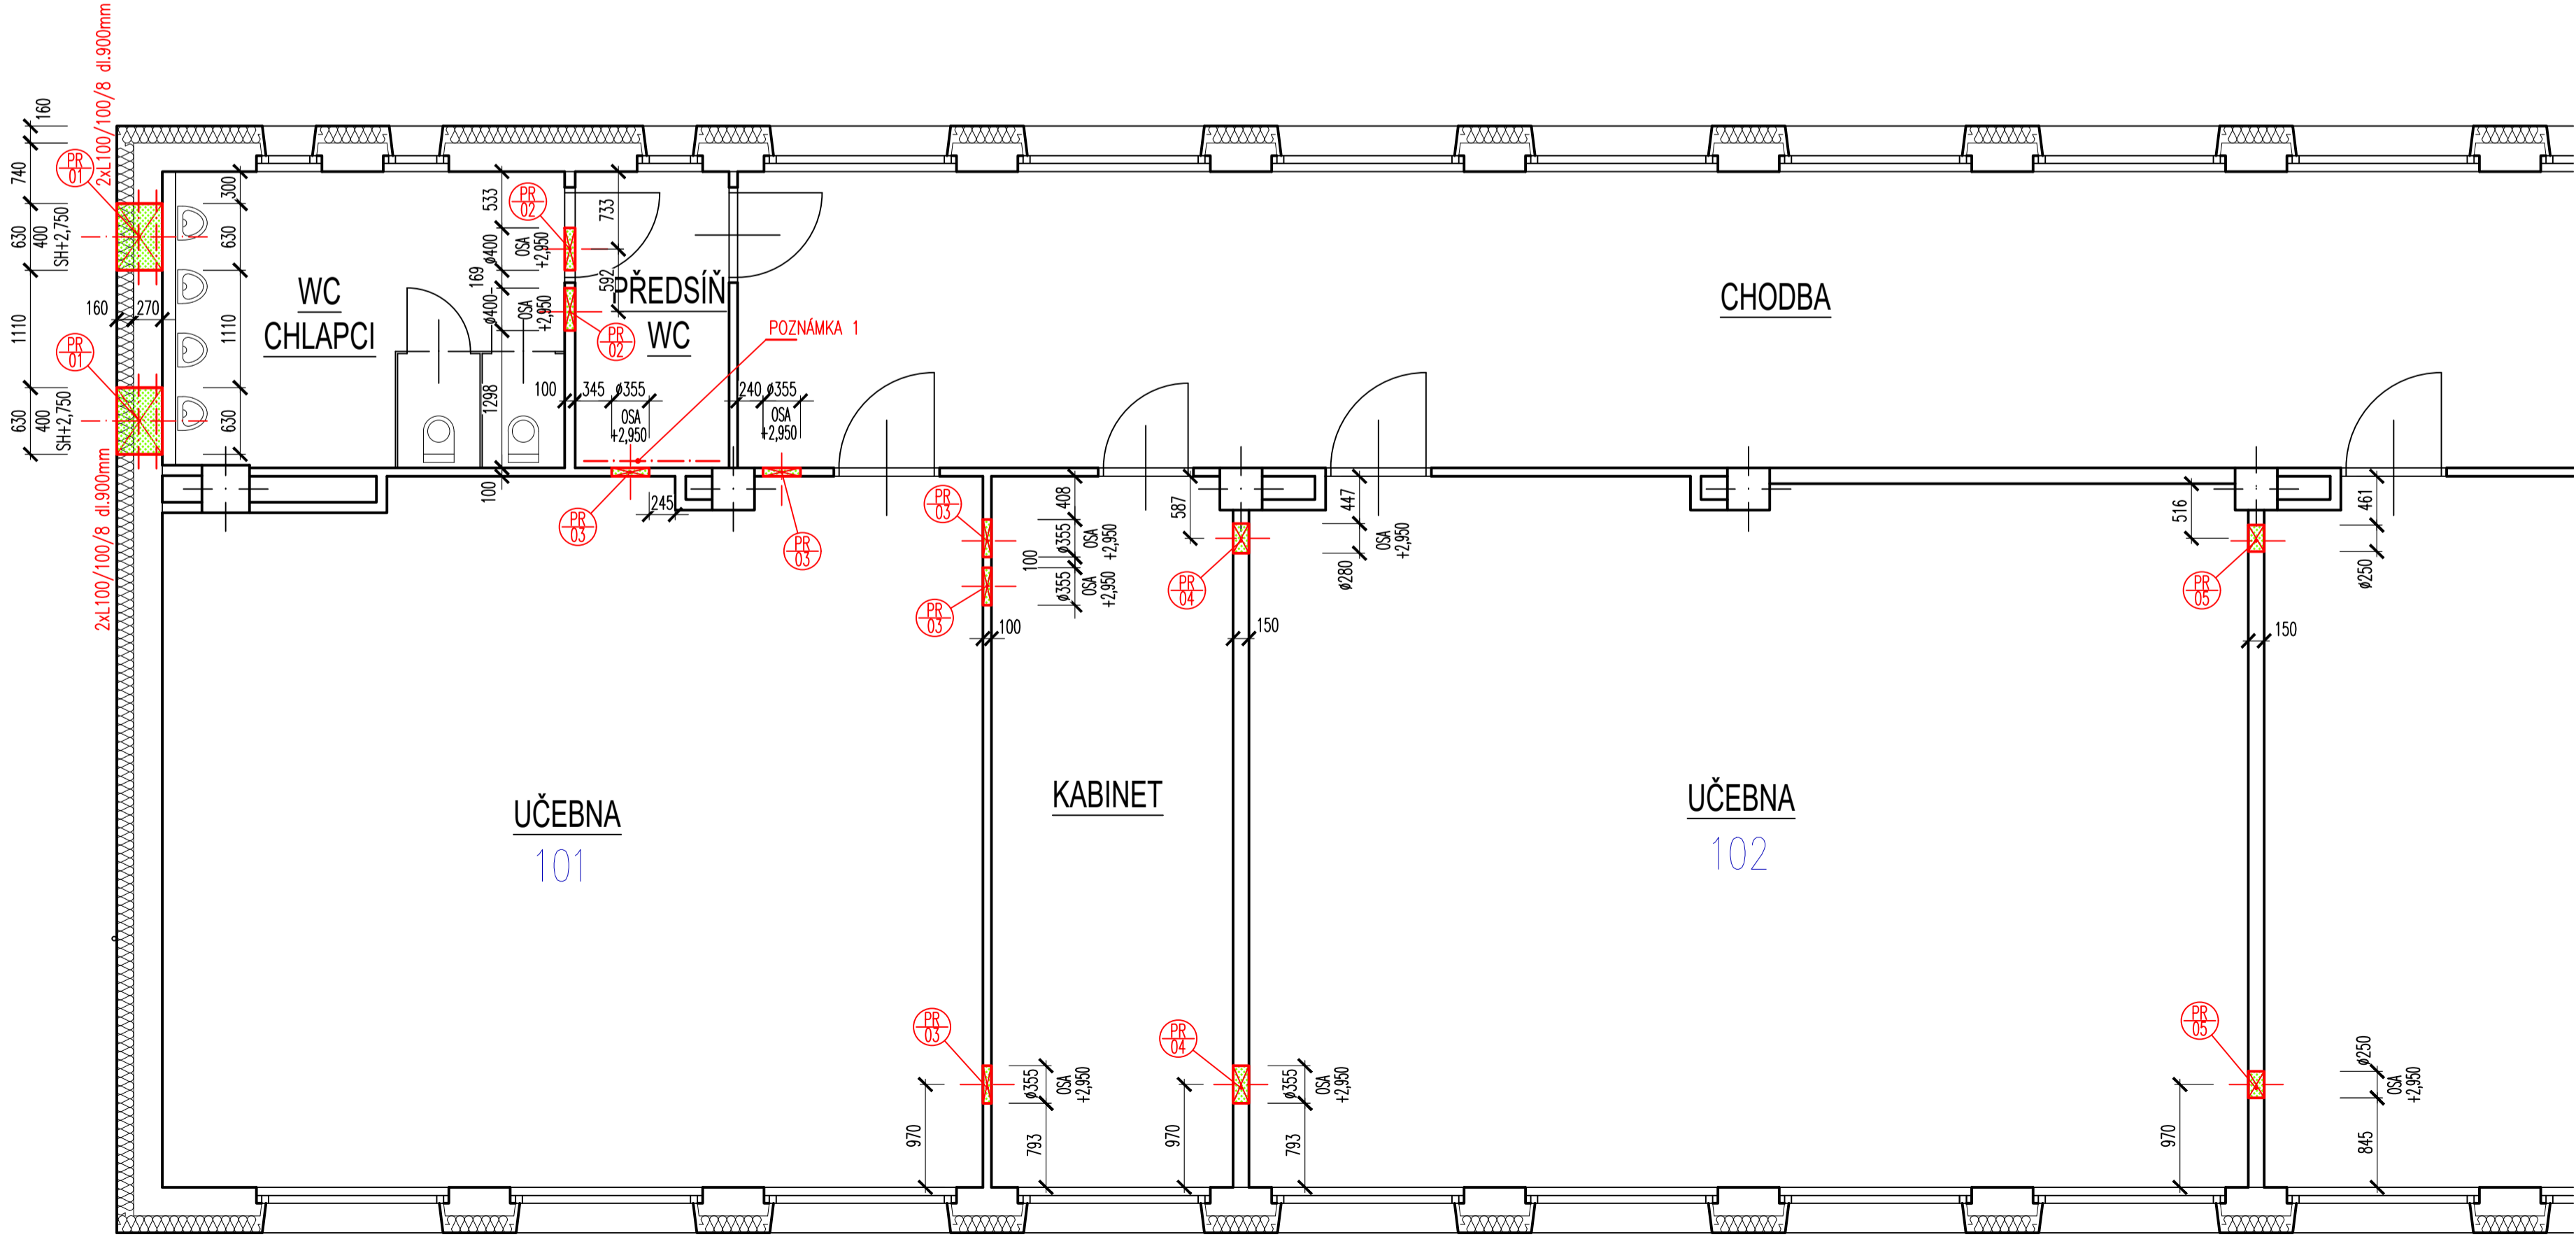 2xL100/100/8 dl.900mm
160
740
630
400
SH+2,750
1110
630
400
SH+2,750
2xL100/100/8 dl.900mm
PR
01
PR
01
160
270
300
630
1110
630
WC
CHLAPCI
533
ø400
OSA
+2,950
169
ø400
OSA
+2,950
1298
100
PR
02
PR
02
733
592
PŘEDSÍŇ
WC
POZNÁMKA 1
100
345
ø355
OSA
+2,950
240
ø355
OSA
+2,950
245
PR
03
PR
03
CHODBA
PR
03
PR
03
408
ø355
OSA
+2,950
100
ø355
OSA
+2,950
100
587
PR
04
150
447
ø280
OSA
+2,950
516
PR
05
461
ø250
150
UČEBNA
101
KABINET
UČEBNA
102
PR
03
970
ø355
OSA
+2,950
793
PR
04
970
ø355
OSA
+2,950
793
PR
05
970
ø250
OSA
+2,950
845